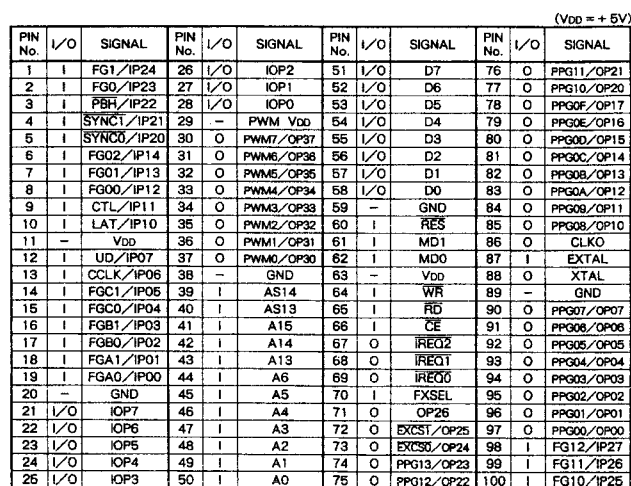 (VDD = + 5V)
PIN No. I/O SIGNAL PIN No. I/O SIGNAL PIN No. I/O SIGNAL PIN No. I/O SIGNAL
1 I FG1/IP24 26 I/O IOP2 51 I/O D7 76 O PPG11/OP21
2 I FG0/IP23 27 I/O IOP1 52 I/O D6 77 O PPG10/OP20
3 I PBH/IP22 28 I/O IOP0 53 I/O D5 78 O PPG0F/OP17
4 I SYNC1/IP21 29 – PWM VDD 54 I/O D4 79 O PPG0E/OP16
5 I SYNC0/IP20 30 O PWM7/OP37 55 I/O D3 80 O PPG0D/OP15
6 I FG02/IP14 31 O PWM6/OP36 56 I/O D2 81 O PPG0C/OP14
7 I FG01/IP13 32 O PWM5/OP35 57 I/O D1 82 O PPG0B/OP13
8 I FG00/IP12 33 O PWM4/OP34 58 I/O D0 83 O PPG0A/OP12
9 I CTL/IP11 34 O PWM3/OP33 59 – GND 84 O PPG09/OP11
10 I LAT/IP10 35 O PWM2/OP32 60 I RES 85 O PPG08/OP10
11 – VDD 36 O PWM1/OP31 61 I MD1 86 O CLKO
12 I UD/IP07 37 O PWM0/OP30 62 I MD0 87 I EXTAL
13 I CCLK/IP06 38 – GND 63 – VDD 88 O XTAL
14 I FGC1/IP05 39 I AS14 64 I WR 89 – GND
15 I FGC0/IP04 40 I AS13 65 I RD 90 O PPG07/OP07
16 I FGB1/IP03 41 I A15 66 I CE 91 O PPG06/OP06
17 I FGB0/IP02 42 I A14 67 O IREQ2 92 O PPG05/OP05
18 I FGA1/IP01 43 I A13 68 O IREQ1 93 O PPG04/OP04
19 I FGA0/IP00 44 I A6 69 O IREQ0 94 O PPG03/OP03
20 – GND 45 I A5 70 I FXSEL 95 O PPG02/OP02
21 I/O IOP7 46 I A4 71 O OP26 96 O PPG01/OP01
22 I/O IOP6 47 I A3 72 O EXCS1/OP25 97 O PPG00/OP00
23 I/O IOP5 48 I A2 73 O EXCS0/OP24 98 I FG12/IP27
24 I/O IOP4 49 I A1 74 O PPG13/OP23 99 I FG11/IP26
25 I/O IOP3 50 I A0 75 O PPG12/OP22 100 I FG10/IP25